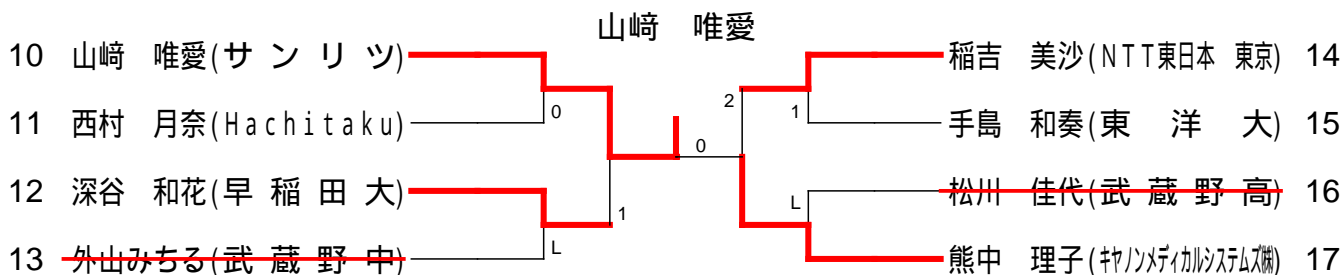 山﨑　唯愛
10 山﨑　唯愛(サンリツ)
11 西村　月奈(Hachitaku)
12 深谷　和花(早稲田大)
13 外山みちる(武蔵野中)
0
1
L
0
2
1
L
稲吉　美沙(NTT東日本 東京) 14
手島　和奏(東洋大) 15
松川　佳代(武蔵野高) 16
熊中　理子(キヤノンメディカルシステムズ㈱) 17